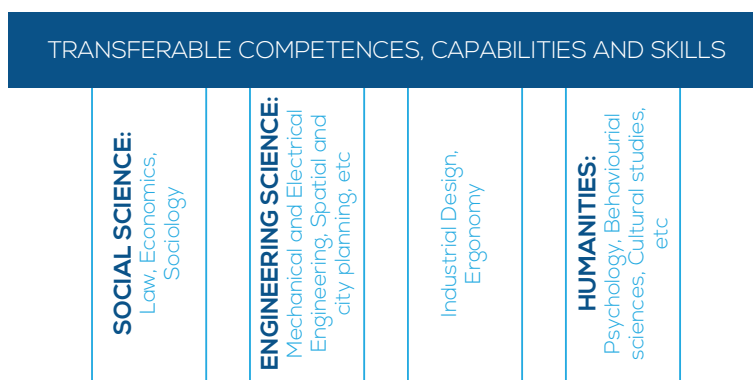 TRANSFERABLE COMPETENCES, CAPABILITIES AND SKILLS
SOCIAL SCIENCE:
Law, Economics,
Sociology
ENGINEERING SCIENCE:
Mechanical and Electrical
Engineering, Spatial and
city planning, etc
Industrial Design,
Ergonomy
HUMANITIES:
Psychology, Behaviourial
sciences, Cultural studies,
etc